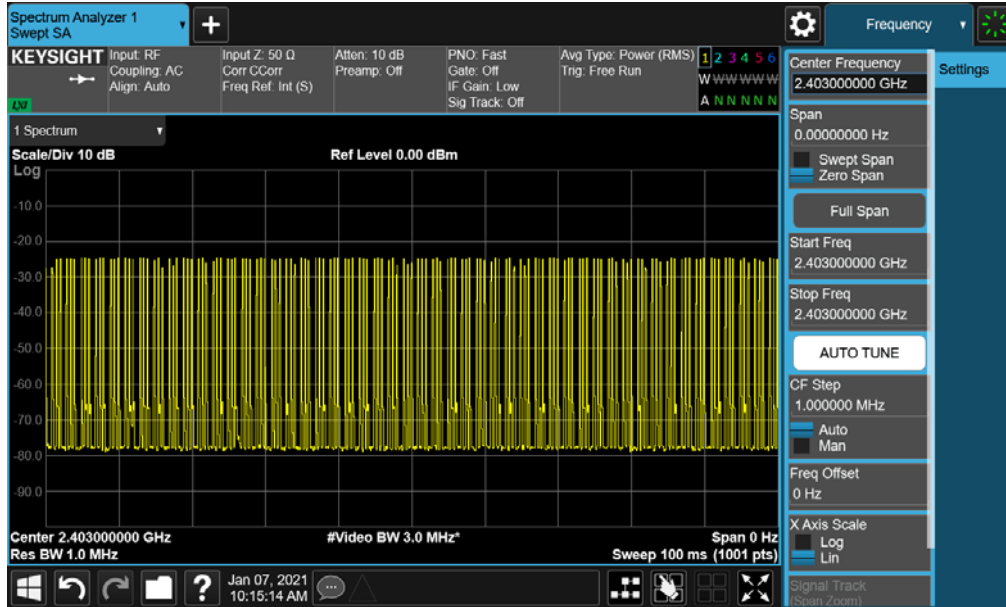 Spectrum Analyzer 1
Swept SA
+
Frequency
KEYSIGHT
Input: RF
Coupling: AC
Align: Auto
Input Z: 50 Ω
Corr CCorr
Freq Ref: Int (S)
Atten: 10 dB
Preamp: Off
PNO: Fast
Gate: Off
IF Gain: Low
Sig Track: Off
Avg Type: Power (RMS)
Trig: Free Run
1 2 3 4 5 6
W W W W W W
A N N N N N
LXI
1 Spectrum
Scale/Div 10 dB
Ref Level 0.00 dBm
Log
-10.0
-20.0
-30.0
-40.0
-50.0
-60.0
-70.0
-80.0
-90.0
Center 2.403000000 GHz
#Video BW 3.0 MHz*
Span 0 Hz
Res BW 1.0 MHz
Sweep 100 ms (1001 pts)
Center Frequency
2.403000000 GHz
Settings
Span
0.00000000 Hz
Swept Span
Zero Span
Full Span
Start Freq
2.403000000 GHz
Stop Freq
2.403000000 GHz
AUTO TUNE
CF Step
1.000000 MHz
Auto
Man
Freq Offset
0 Hz
X Axis Scale
Log
Lin
Signal Track
(Span Zoom)
?
Jan 07, 2021
10:15:14 AM